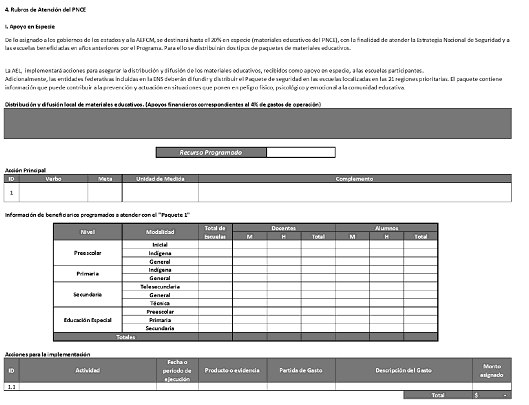 4. Rubros de Atención del PNCE
I. Apoyo en Especie
De lo asignado a los gobiernos de los estados y a la AEFCM, se destinará hasta el 20% en especie (materiales educativos del PNCE), con la finalidad de atender la Estrategia Nacional de Seguridad y a
las escuelas beneficiadas en años anteriores por el Programa. Para ello se distribuirán dos tipos de paquetes de materiales educativos.
La AEL, implementará acciones para asegurar la distribución y difusión de los materiales educativos, recibidos como apoyo en especie, a las escuelas participantes.
Adicionalmente, las entidades federativas incluidas en la ENS deberán difundir y distribuir el Paquete de seguridad en las escuelas localizadas en las 21 regiones prioritarias. El paquete contiene
información que puede contribuir a la prevención y actuación en situaciones que ponen en peligro físico, psicológico y emocional a la comunidad educativa.
Distribución y difusión local de materiales educativos. (Apoyos financieros correspondientes al 4% de gastos de operación)
Recurso Programado
Acción Principal
ID Verbo Meta Unidad de Medida Complemento
1
Información de beneficiarios programados a atender con el "Paquete 1"
Nivel Modalidad Total de Escuelas Docentes Alumnos
M H Total M H Total
Preescolar Inicial
Indígena
General
Primaria Indígena
General
Secundaria Telesecundaria
General
Técnica
Educación Especial Preescolar
Primaria
Secundaria
Totales
Acciones para la implementación
ID Actividad Fecha o periodo de ejecución Producto o evidencia Partida de Gasto Descripción del Gasto Monto asignado
1.1
Total $ -